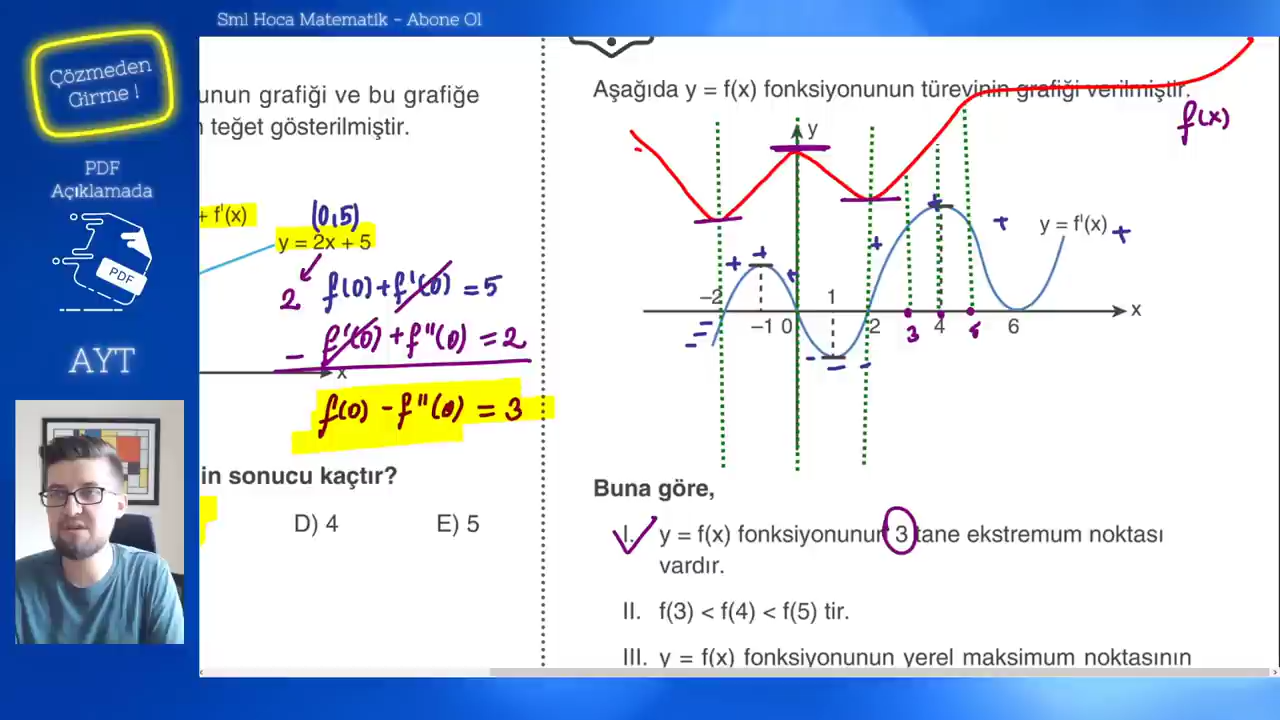 Sml Hoca Matematik - Abone Ol
Çözmeden
Girme !
PDF
Açıklamada
PDF
AYT
unun grafiği ve bu grafiğe
teğet gösterilmiştir.
+ f'(x)
(0,5)
y = 2x + 5
2
f(0) + f'(0) = 5
- f'(0) + f''(0) = 2
x
f(0) - f''(0) = 3
in sonucu kaçtır?
D) 4 E) 5
Aşağıda y = f(x) fonksiyonunun türevinin grafiği verilmiştir.
f(x)
y
y = f'(x)
+ + + + + + +
-2 1 x
-1 0 2 3 4 5 6
- - - - -
Buna göre,
I. y = f(x) fonksiyonunun 3 tane ekstremum noktası
vardır.
II. f(3) < f(4) < f(5) tir.
III. y = f(x) fonksiyonunun yerel maksimum noktasının